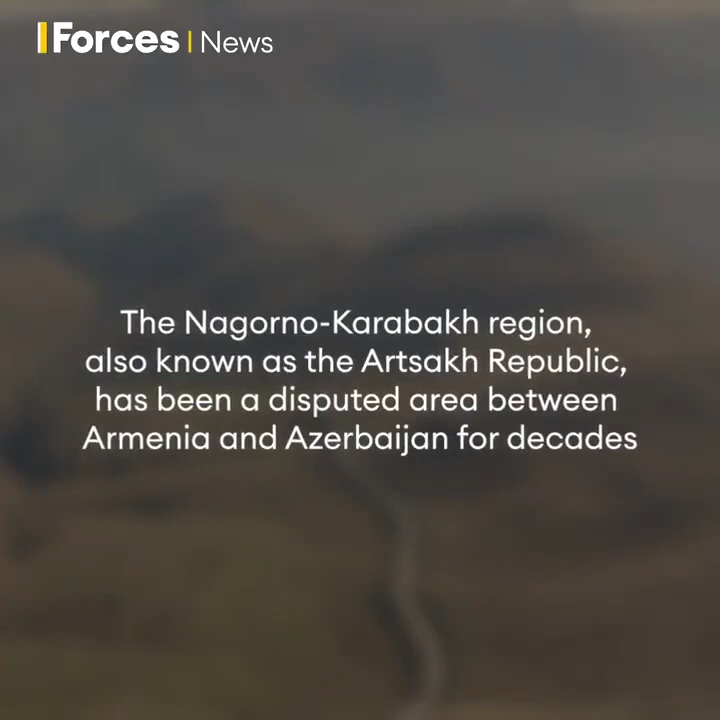 Forces | News
The Nagorno-Karabakh region,
also known as the Artsakh Republic,
has been a disputed area between
Armenia and Azerbaijan for decades